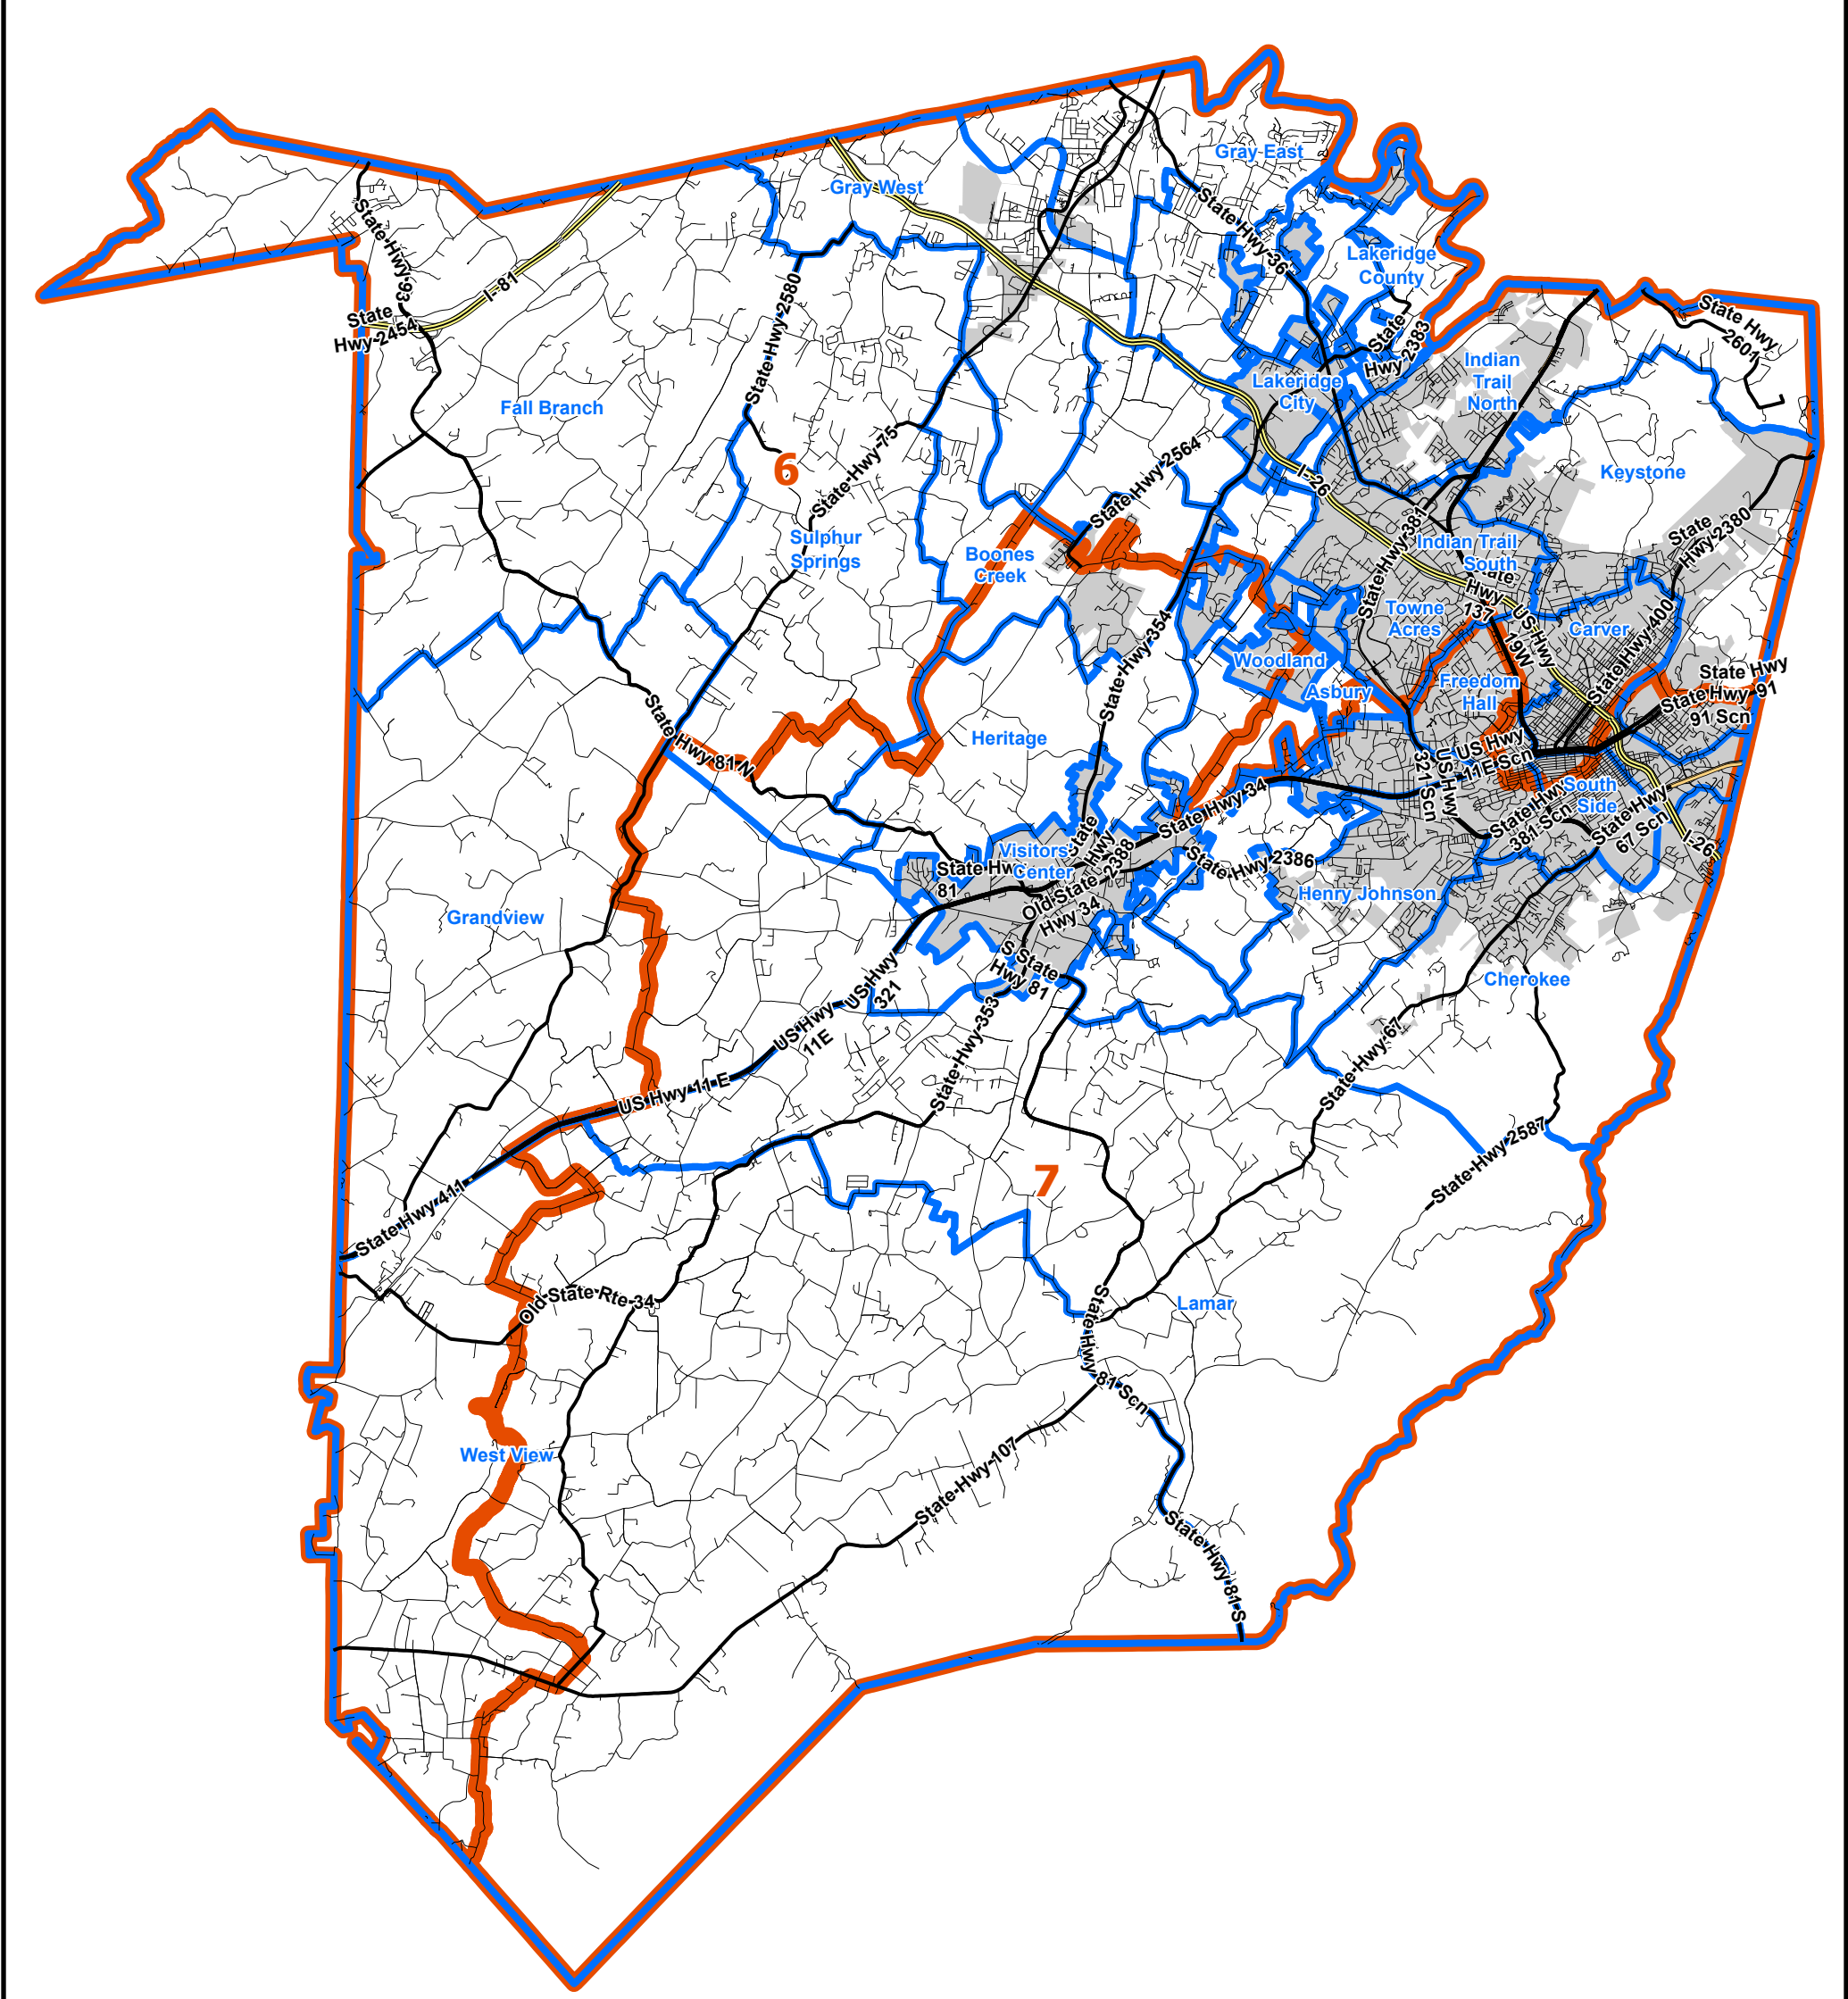 Gray East
Gray West
State Hwy 93
State Hwy 36
Lakeridge
County
I-81
State
Hwy 2454
State Hwy 2580
State Hwy
2601
State
Hwy 2383
Indian
Trail
North
Lakeridge
City
Fall Branch
6
State Hwy 75
State Hwy 2564
I-26
Keystone
Sulphur
Springs
Boones
Creek
State Hwy 381
Indian Trail
South
State
Hwy 2380
State
Hwy
137
Towne
Acres
US Hwy
19W
Carver
State Hwy 400
State Hwy 354
Woodland
Asbury
Freedom
Hall
State Hwy
91
State Hwy
91 Scn
State Hwy 81 N
Heritage
US Hwy
11E Scn
US Hwy
321 Scn
South
Side
State Hwy
381 Scn
State Hwy
67 Scn
I-26
State Hwy 34
State
Hwy
2388
Visitors
Center
State Hwy
81
Old State
Hwy 34
State Hwy 2386
Henry Johnson
Grandview
S State
Hwy 81
US Hwy
321
US Hwy
11E
State Hwy 353
Cherokee
State Hwy 67
US Hwy 11 E
State Hwy 2587
7
State Hwy 411
Old State Rte 34
Lamar
State Hwy
81 Scn
West View
State Hwy 107
State Hwy 81 S